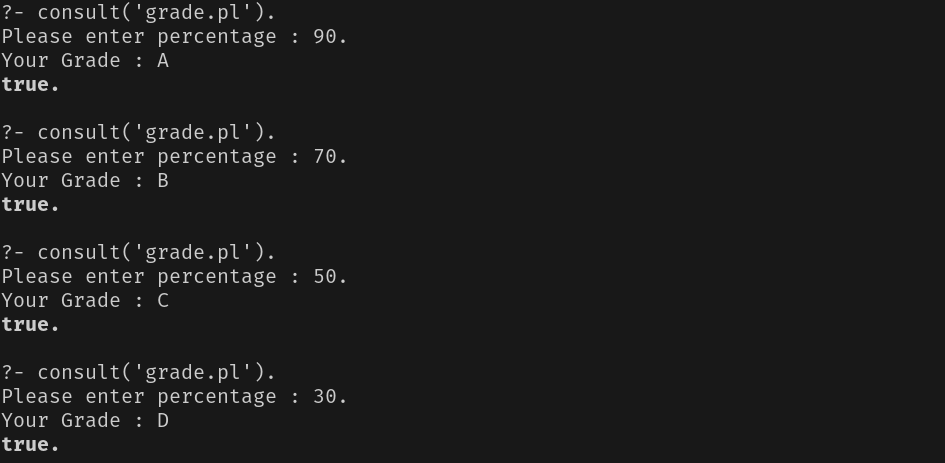 ?- consult('grade.pl').
Please enter percentage : 90.
Your Grade : A
true.
?- consult('grade.pl').
Please enter percentage : 70.
Your Grade : B
true.
?- consult('grade.pl').
Please enter percentage : 50.
Your Grade : C
true.
?- consult('grade.pl').
Please enter percentage : 30.
Your Grade : D
true.